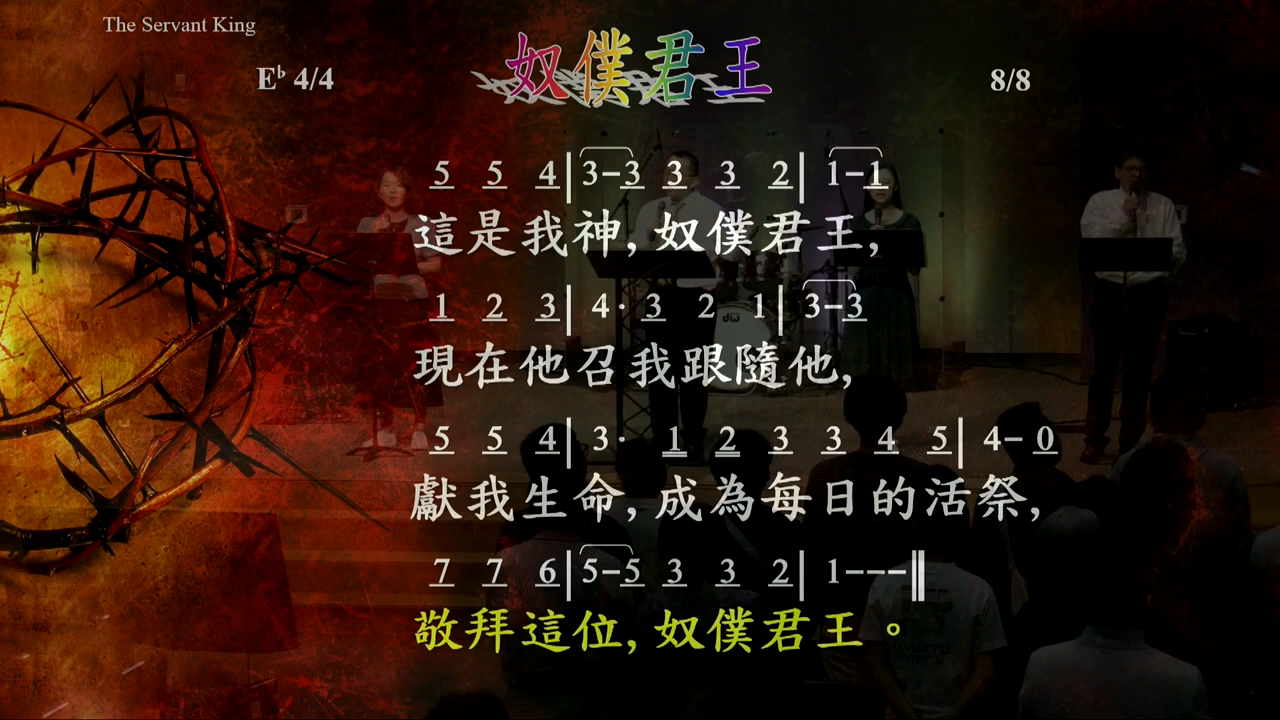 The Servant King
奴僕君王
E♭ 4/4
8/8
5 5 4|3-3 3 3 2|1-1
這是我神, 奴僕君王,
1 2 3|4· 3 2 1|3-3
現在他召我跟隨他,
5 5 4|3· 1 2 3 3 4 5|4- 0
獻我生命, 成為每日的活祭,
7 7 6|5-5 3 3 2|1---‖
敬拜這位, 奴僕君王。
dw